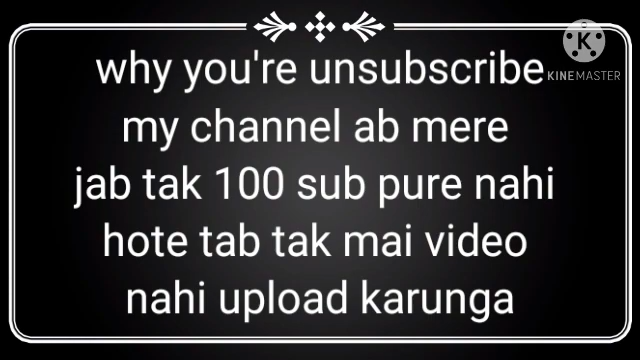 KINEMASTER
why you're unsubscribe
my channel ab mere
jab tak 100 sub pure nahi
hote tab tak mai video
nahi upload karunga